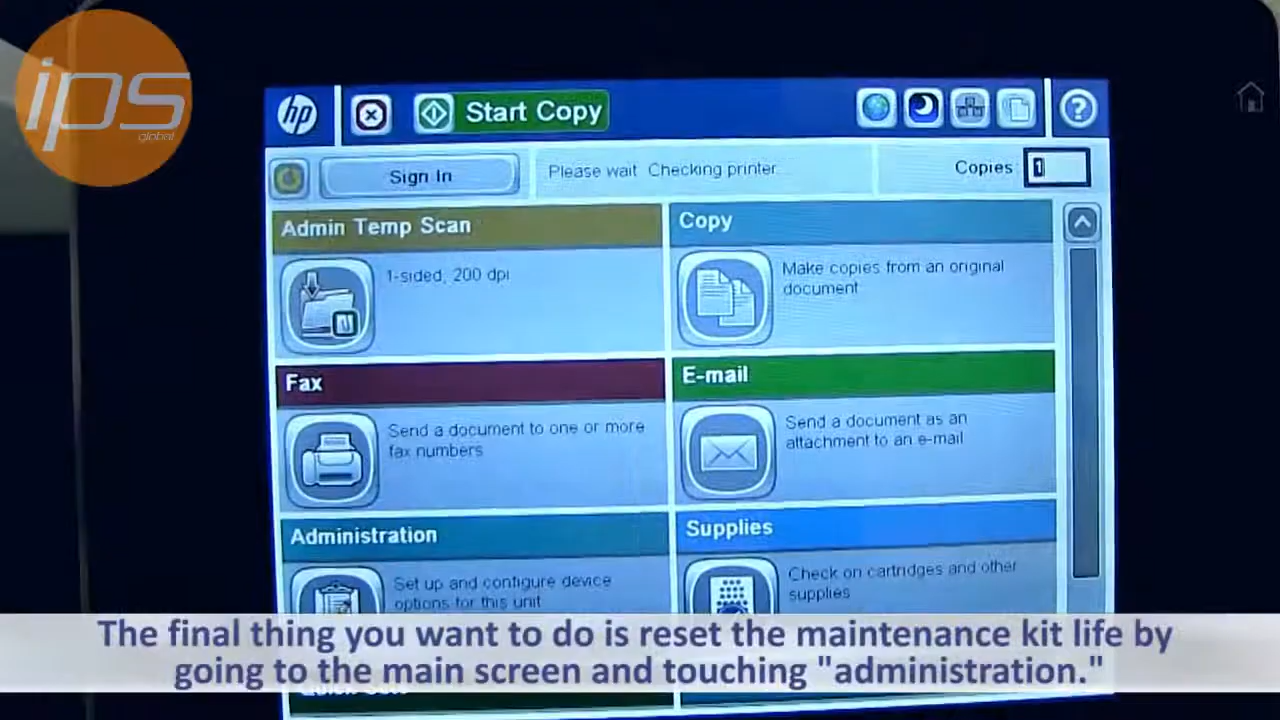 ips
global
hp
Start Copy
?
Sign In
Please wait Checking printer
Copies 1
Admin Temp Scan
1-sided, 200 dpi
Copy
Make copies from an original
document
Fax
Send a document to one or more
fax numbers
E-mail
Send a document as an
attachment to an e-mail
Administration
Set up and configure device
options for this unit
Supplies
Check on cartridges and other
supplies
The final thing you want to do is reset the maintenance kit life by
going to the main screen and touching "administration."